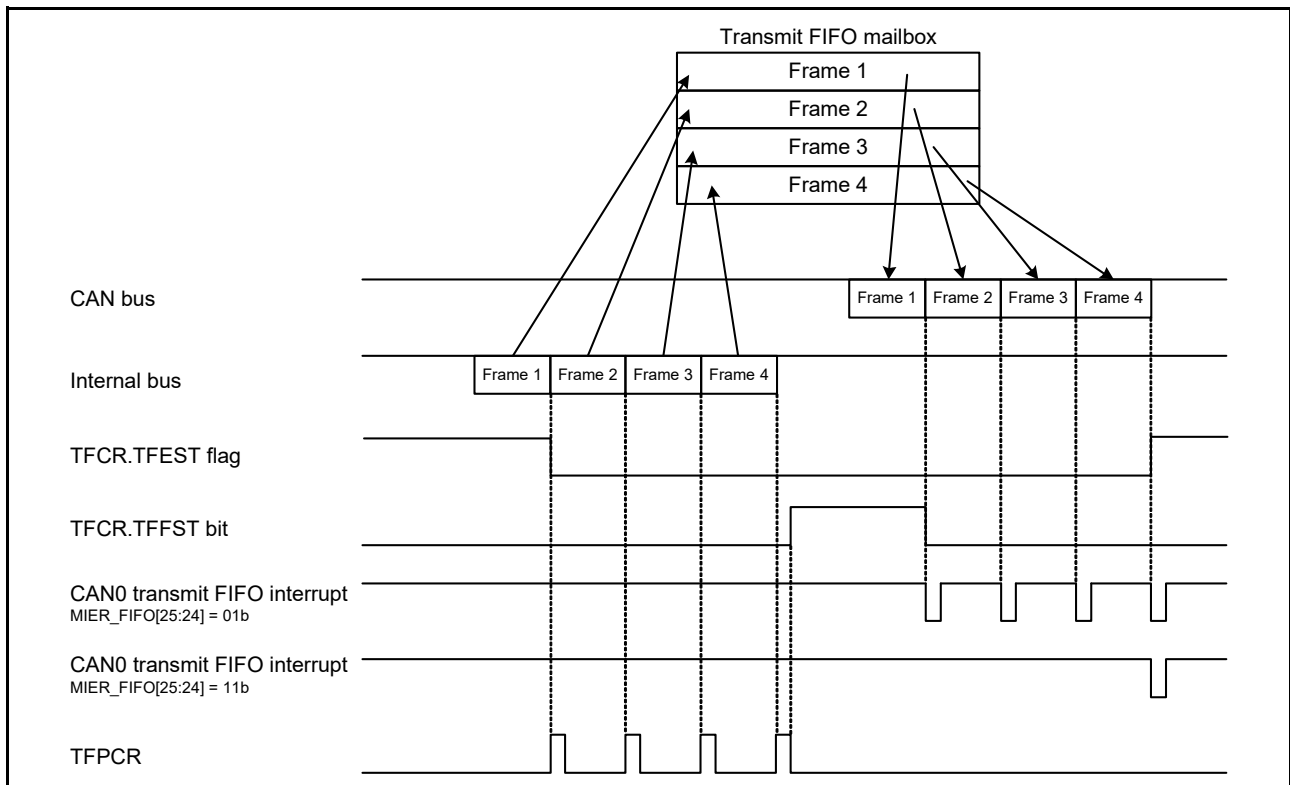 Transmit FIFO mailbox
Frame 1
Frame 2
Frame 3
Frame 4
CAN bus
Frame 1 Frame 2 Frame 3 Frame 4
Internal bus
Frame 1 Frame 2 Frame 3 Frame 4
TFCR.TFEST flag
TFCR.TFFST bit
CAN0 transmit FIFO interrupt
MIER_FIFO[25:24] = 01b
CAN0 transmit FIFO interrupt
MIER_FIFO[25:24] = 11b
TFPCR